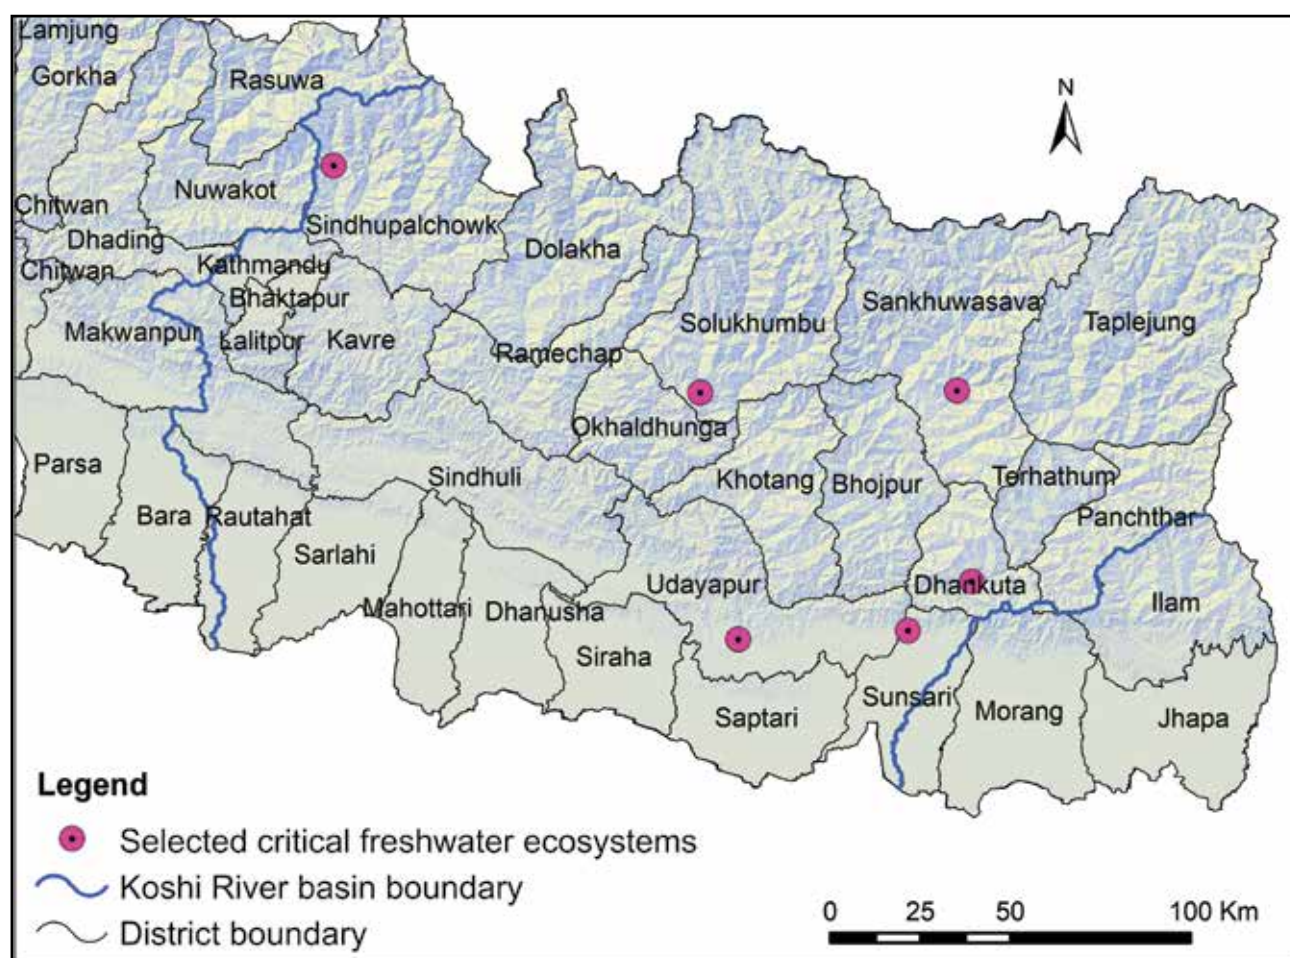 Lamjung
Gorkha
Rasuwa
N
Nuwakot
Chitwan
Sindhupalchowk
Dhading
Dolakha
Kathmandu
Chitwan
Bhaktapur
Sankhuwasava
Solukhumbu
Taplejung
Makwanpur
Lalitpur
Kavre
Ramechap
Okhaldhunga
Parsa
Sindhuli
Khotang
Bhojpur
Terhathum
Bara
Rautahat
Panchthar
Sarlahi
Udayapur
Dhankuta
Mahottari
Dhanusha
Ilam
Siraha
Sunsari
Saptari
Morang
Jhapa
Legend
Selected critical freshwater ecosystems
Koshi River basin boundary
District boundary
0 25 50 100 Km